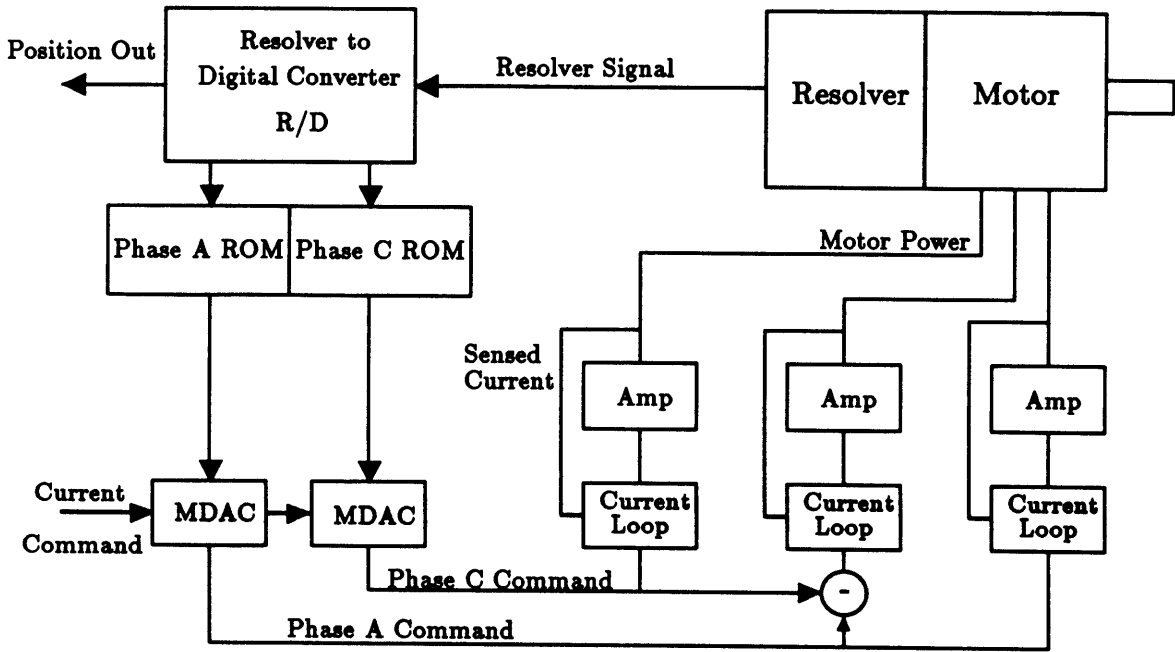 Position Out
Resolver to
Digital Converter
R/D
Resolver Signal
Resolver
Motor
Phase A ROM
Phase C ROM
Motor Power
Sensed
Current
Amp
Amp
Amp
Current
Command
MDAC
MDAC
Current
Loop
Current
Loop
Current
Loop
Phase C Command
-
Phase A Command